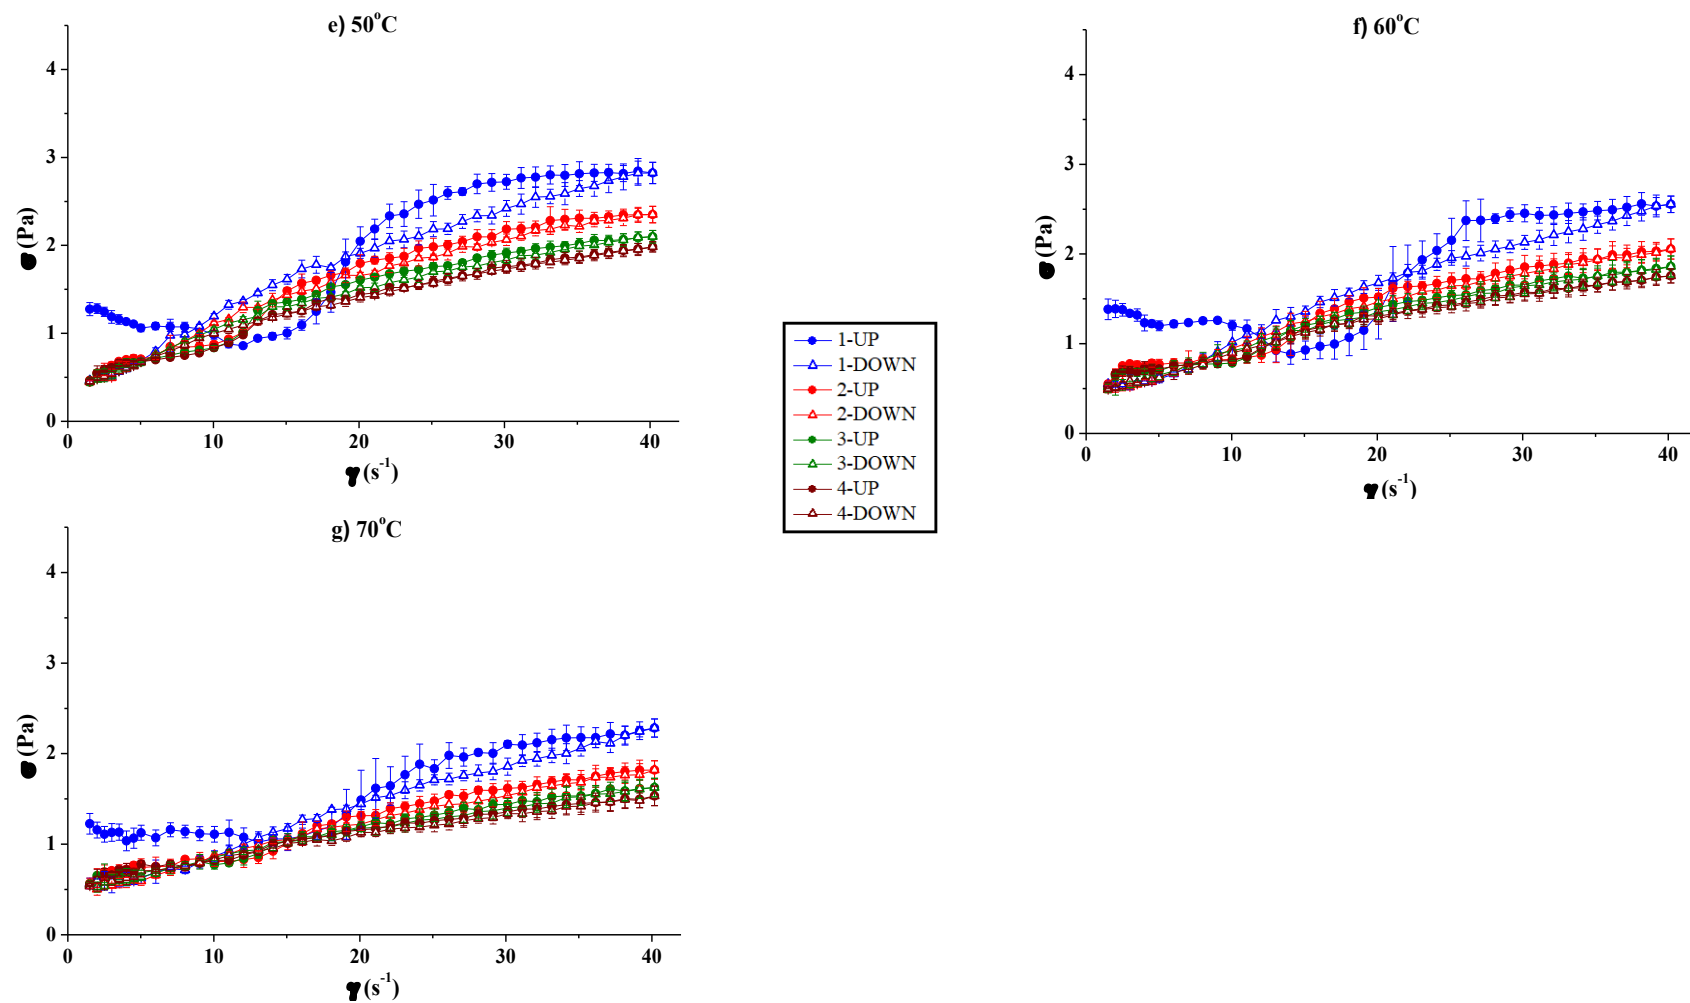 e) 50°C
4
3
2
1
0
σ (Pa)
0 10 20 30 40
γ (s⁻¹)
f) 60°C
4
3
2
1
0
σ (Pa)
0 10 20 30 40
γ (s⁻¹)
1-UP
1-DOWN
2-UP
2-DOWN
3-UP
3-DOWN
4-UP
4-DOWN
g) 70°C
4
3
2
1
0
σ (Pa)
0 10 20 30 40
γ (s⁻¹)